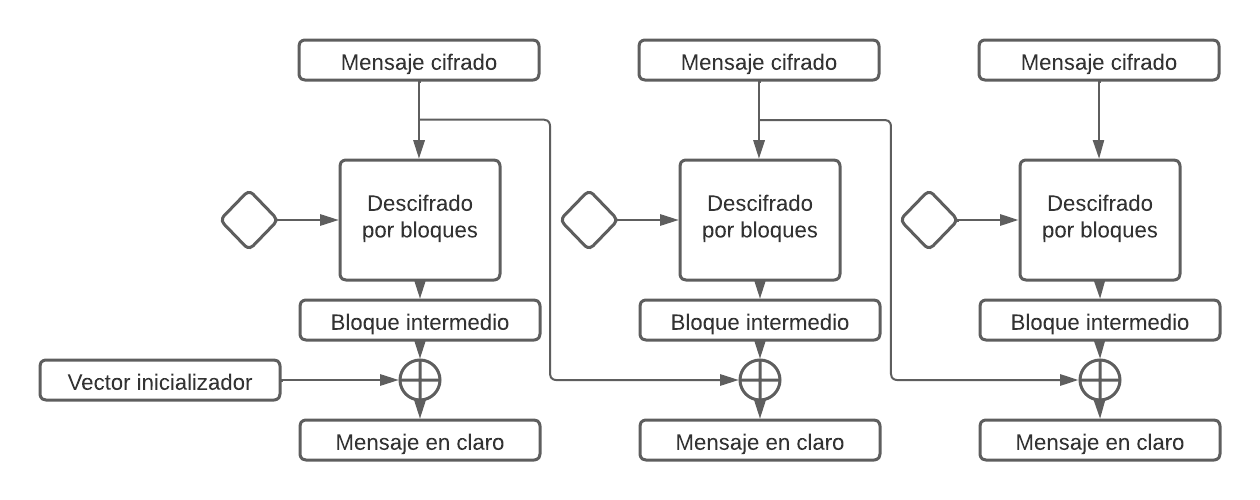 Mensaje cifrado
Mensaje cifrado
Mensaje cifrado
Descifrado
por bloques
Descifrado
por bloques
Descifrado
por bloques
Bloque intermedio
Bloque intermedio
Bloque intermedio
Vector inicializador
Mensaje en claro
Mensaje en claro
Mensaje en claro